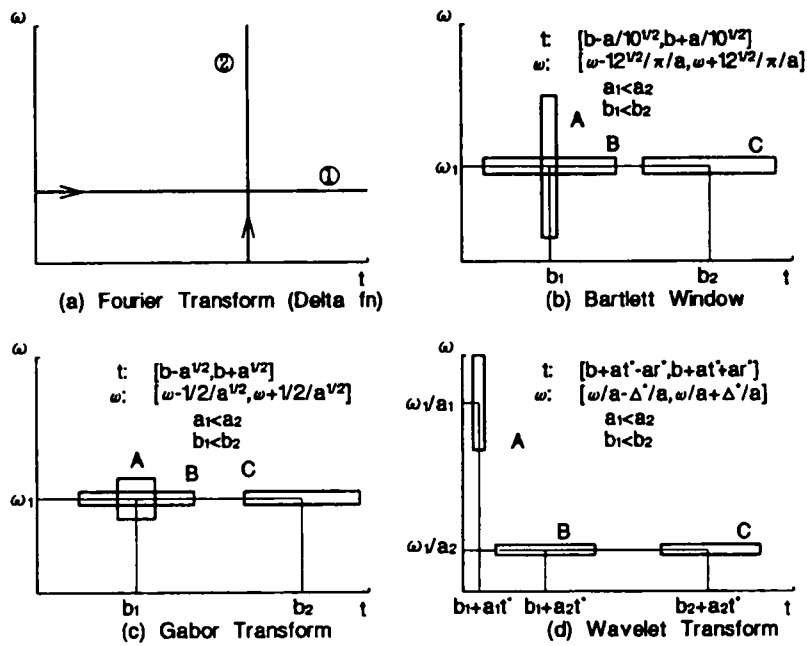 ω
②
①
t
(a) Fourier Transform (Delta fn)
ω
t: [b-a/10^1/2,b+a/10^1/2]
ω: [ω-12^1/2/π/a,ω+12^1/2/π/a]
a₁<a₂
b₁<b₂
A
B
C
ω₁
b₁
b₂
t
(b) Bartlett Window
ω
t: [b-a^1/2,b+a^1/2]
ω: [ω-1/2/a^1/2,ω+1/2/a^1/2]
a₁<a₂
b₁<b₂
A
B
C
ω₁
b₁
b₂
t
(c) Gabor Transform
ω
t: [b+at*-ar*,b+at*+ar*]
ω: [ω/a-Δ*/a,ω/a+Δ*/a]
a₁<a₂
b₁<b₂
ω₁/a₁
A
B
C
ω₁/a₂
b₁+a₁t*
b₁+a₂t*
b₂+a₂t*
t
(d) Wavelet Transform